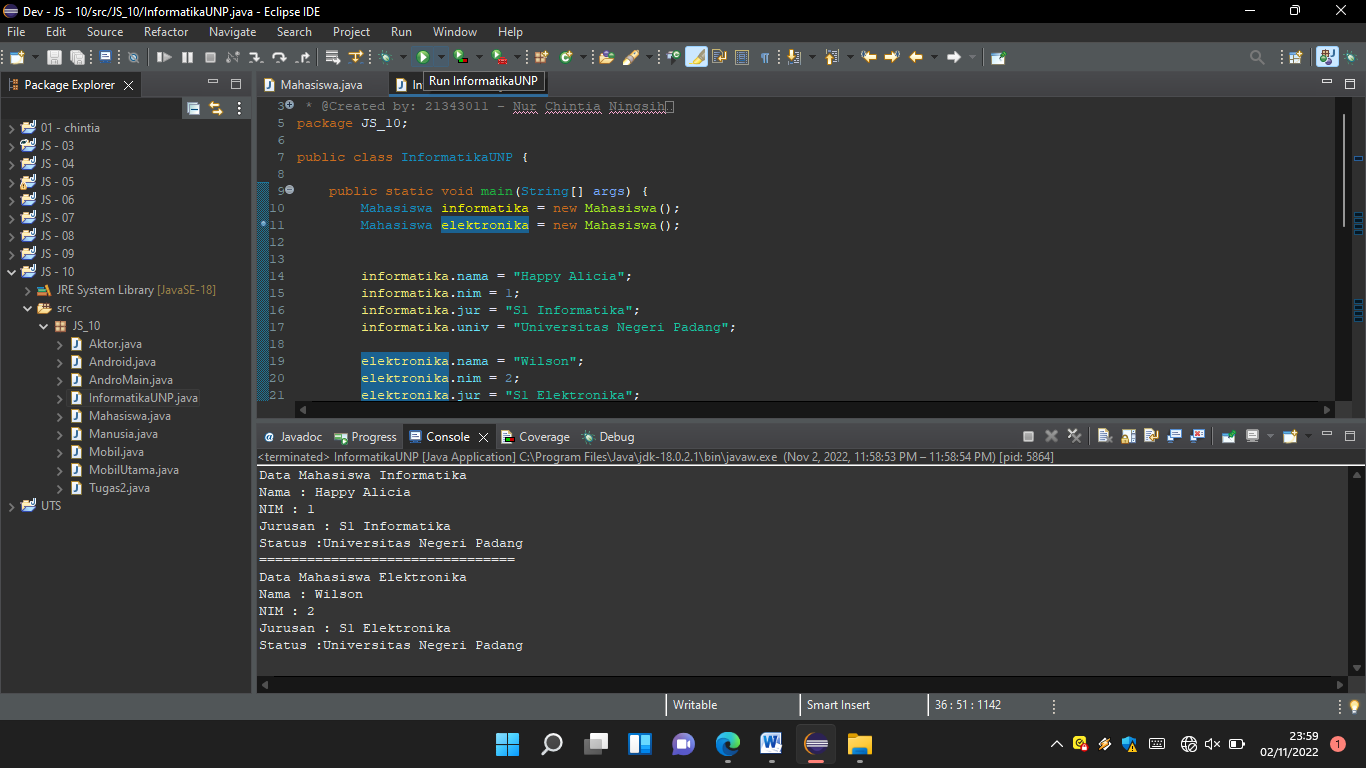 Dev - JS - 10/src/JS_10/InformatikaUNP.java - Eclipse IDE
File Edit Source Refactor Navigate Search Project Run Window Help
Package Explorer
Mahasiswa.java
In
Run InformatikaUNP
01 - chintia
JS - 03
JS - 04
JS - 05
JS - 06
JS - 07
JS - 08
JS - 09
JS - 10
JRE System Library [JavaSE-18]
src
JS_10
Aktor.java
Android.java
AndroMain.java
InformatikaUNP.java
Mahasiswa.java
Manusia.java
Mobil.java
MobilUtama.java
Tugas2.java
UTS
3 * @Created by: 21343011 - Nur Chintia Ningsih
5 package JS_10;
6
7 public class InformatikaUNP {
8
9 public static void main(String[] args) {
10 Mahasiswa informatika = new Mahasiswa();
11 Mahasiswa elektronika = new Mahasiswa();
12
13
14 informatika.nama = "Happy Alicia";
15 informatika.nim = 1;
16 informatika.jur = "S1 Informatika";
17 informatika.univ = "Universitas Negeri Padang";
18
19 elektronika.nama = "Wilson";
20 elektronika.nim = 2;
21 elektronika.jur = "S1 Elektronika";
Javadoc Progress Console Coverage Debug
<terminated> InformatikaUNP [Java Application] C:\Program Files\Java\jdk-18.0.2.1\bin\javaw.exe (Nov 2, 2022, 11:58:53 PM – 11:58:54 PM) [pid: 5864]
Data Mahasiswa Informatika
Nama : Happy Alicia
NIM : 1
Jurusan : S1 Informatika
Status :Universitas Negeri Padang
================================
Data Mahasiswa Elektronika
Nama : Wilson
NIM : 2
Jurusan : S1 Elektronika
Status :Universitas Negeri Padang
Writable Smart Insert 36 : 51 : 1142
23:59
02/11/2022
1